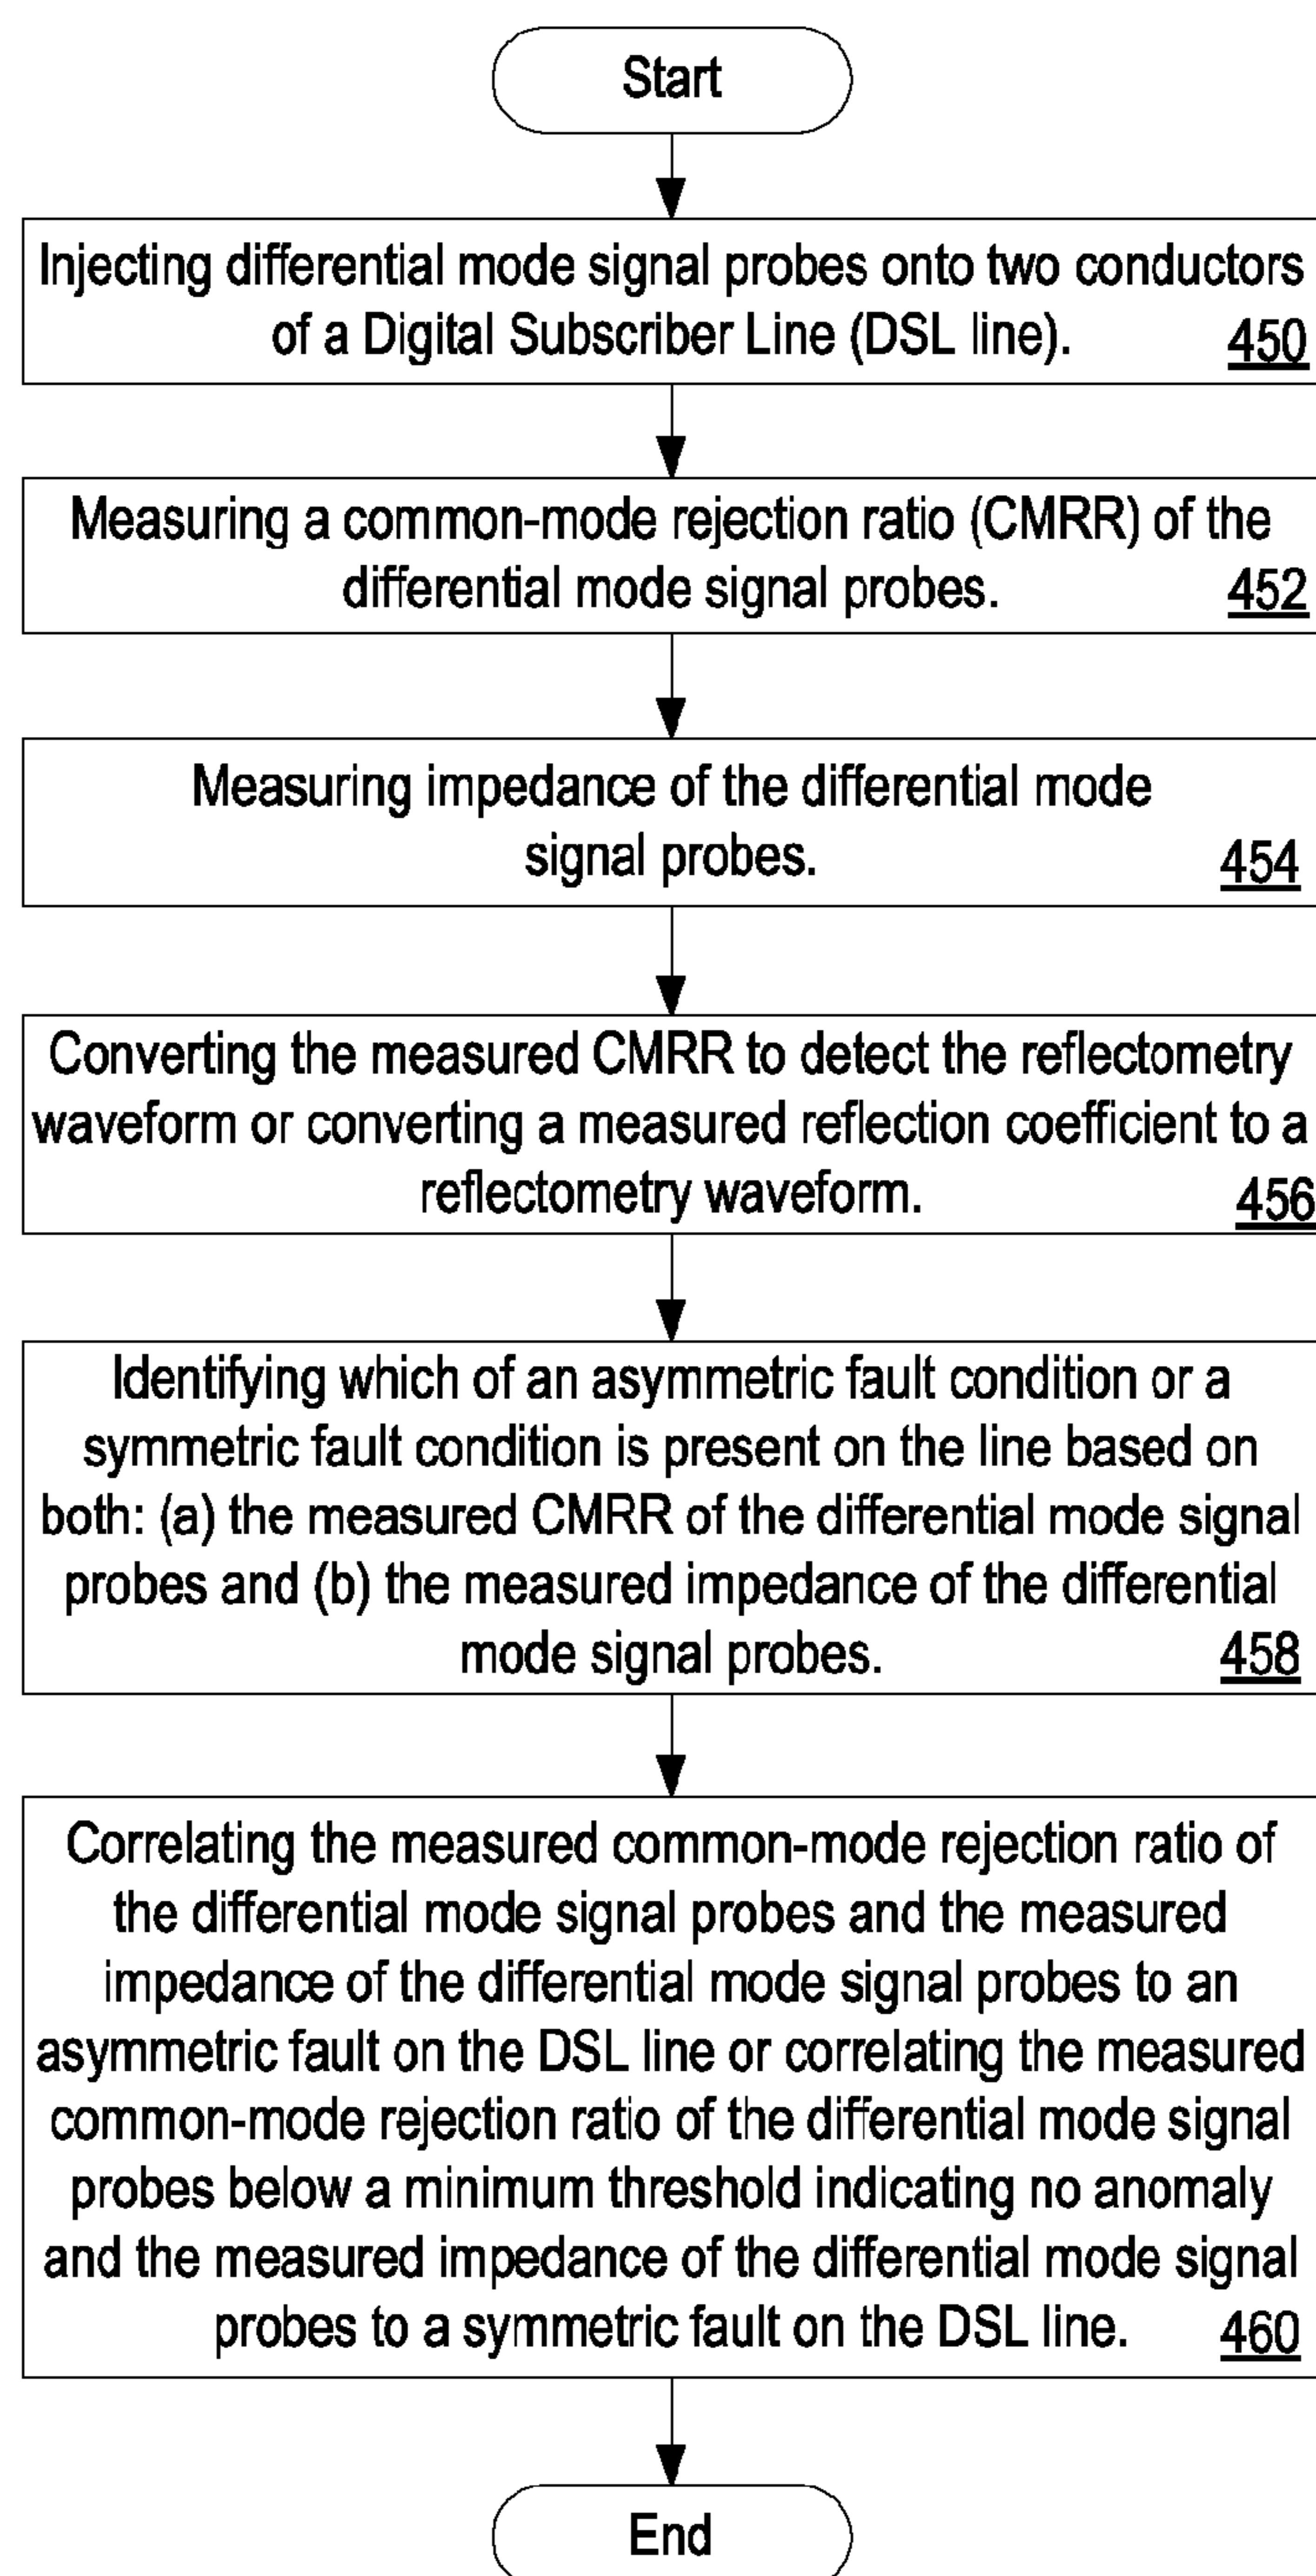 Start
Injecting differential mode signal probes onto two conductors
of a Digital Subscriber Line (DSL line). 450
Measuring a common-mode rejection ratio (CMRR) of the
differential mode signal probes. 452
Measuring impedance of the differential mode
signal probes. 454
Converting the measured CMRR to detect the reflectometry
waveform or converting a measured reflection coefficient to a
reflectometry waveform. 456
Identifying which of an asymmetric fault condition or a
symmetric fault condition is present on the line based on
both: (a) the measured CMRR of the differential mode signal
probes and (b) the measured impedance of the differential
mode signal probes. 458
Correlating the measured common-mode rejection ratio of
the differential mode signal probes and the measured
impedance of the differential mode signal probes to an
asymmetric fault on the DSL line or correlating the measured
common-mode rejection ratio of the differential mode signal
probes below a minimum threshold indicating no anomaly
and the measured impedance of the differential mode signal
probes to a symmetric fault on the DSL line. 460
End